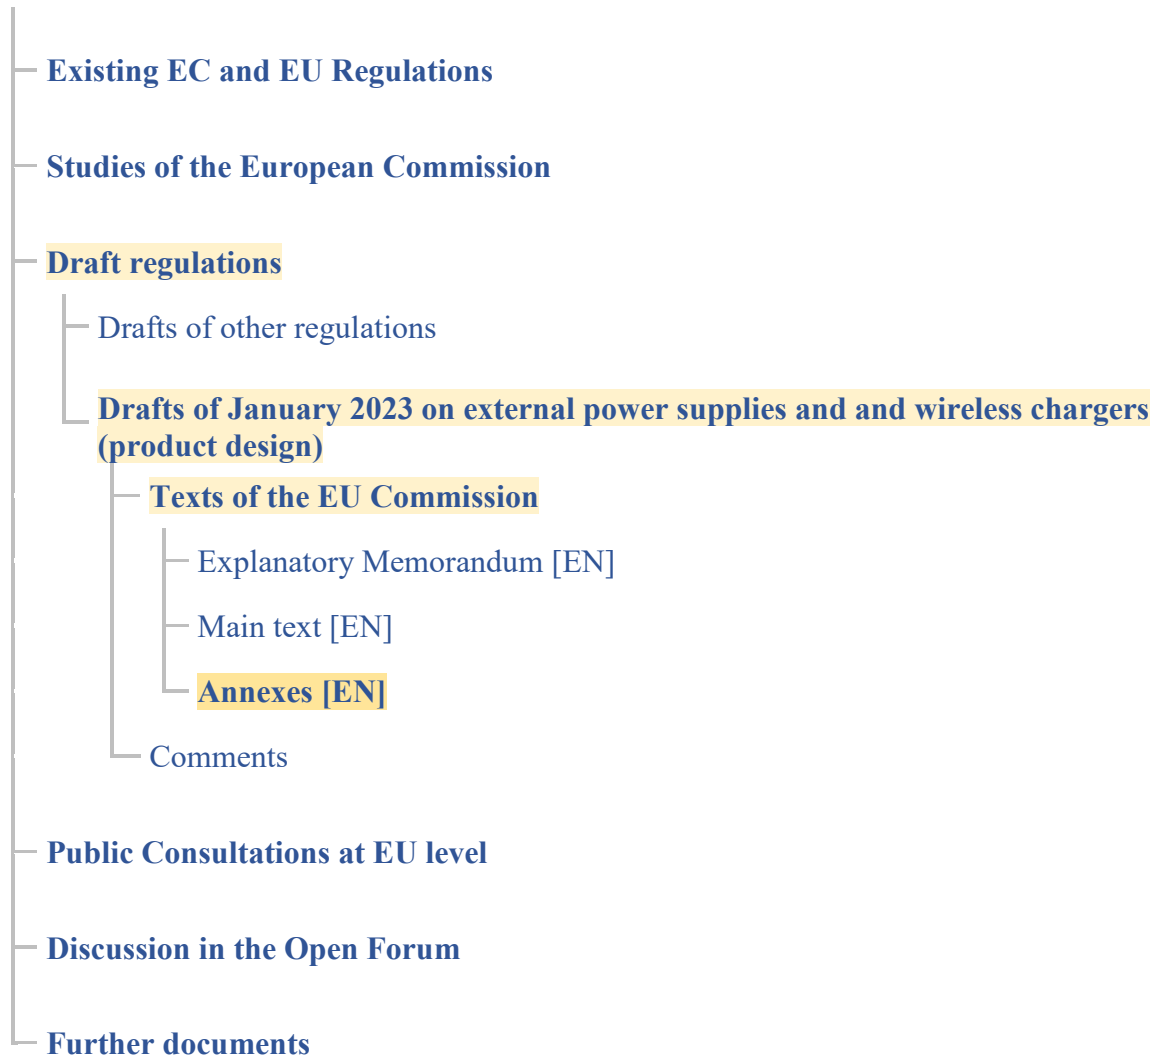 Existing EC and EU Regulations
Studies of the European Commission
Draft regulations
Drafts of other regulations
Drafts of January 2023 on external power supplies and and wireless chargers
(product design)
Texts of the EU Commission
Explanatory Memorandum [EN]
Main text [EN]
Annexes [EN]
Comments
Public Consultations at EU level
Discussion in the Open Forum
Further documents